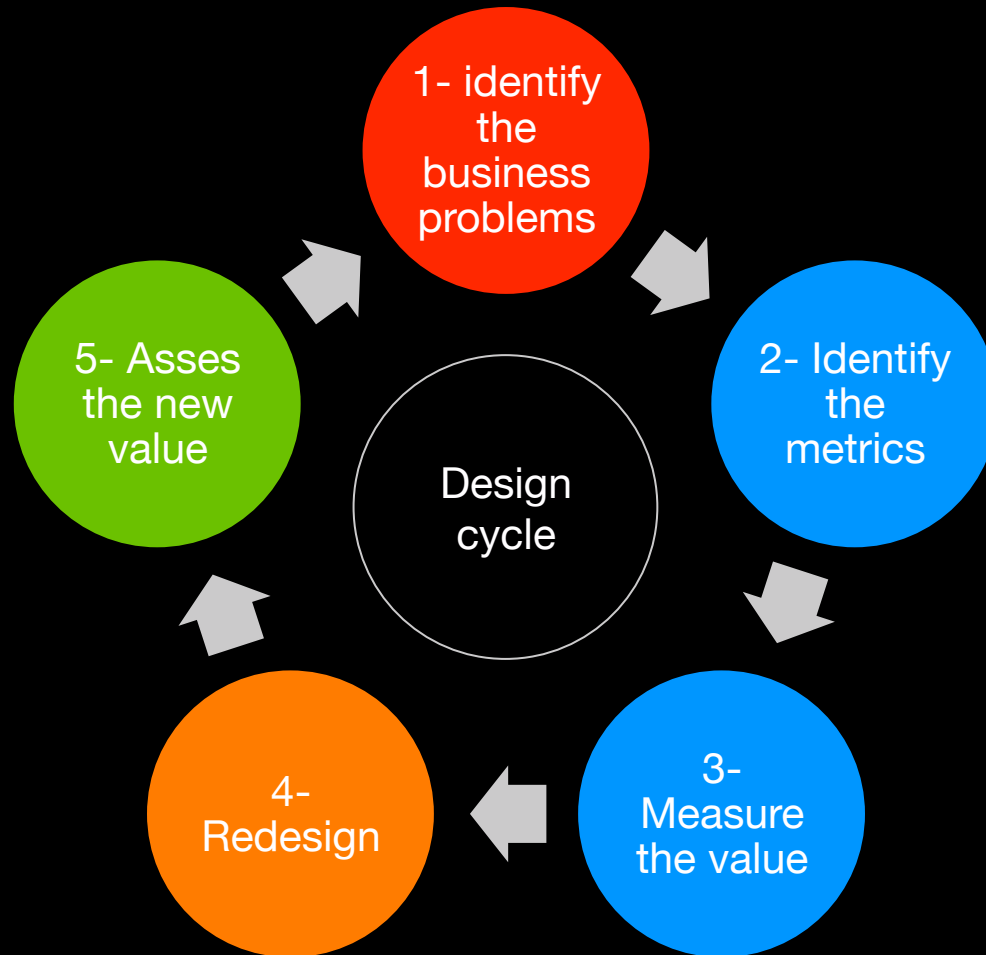 1- identify
the
business
problems
2- Identify
the
metrics
3-
Measure
the value
4-
Redesign
5- Asses
the new
value
Design
cycle